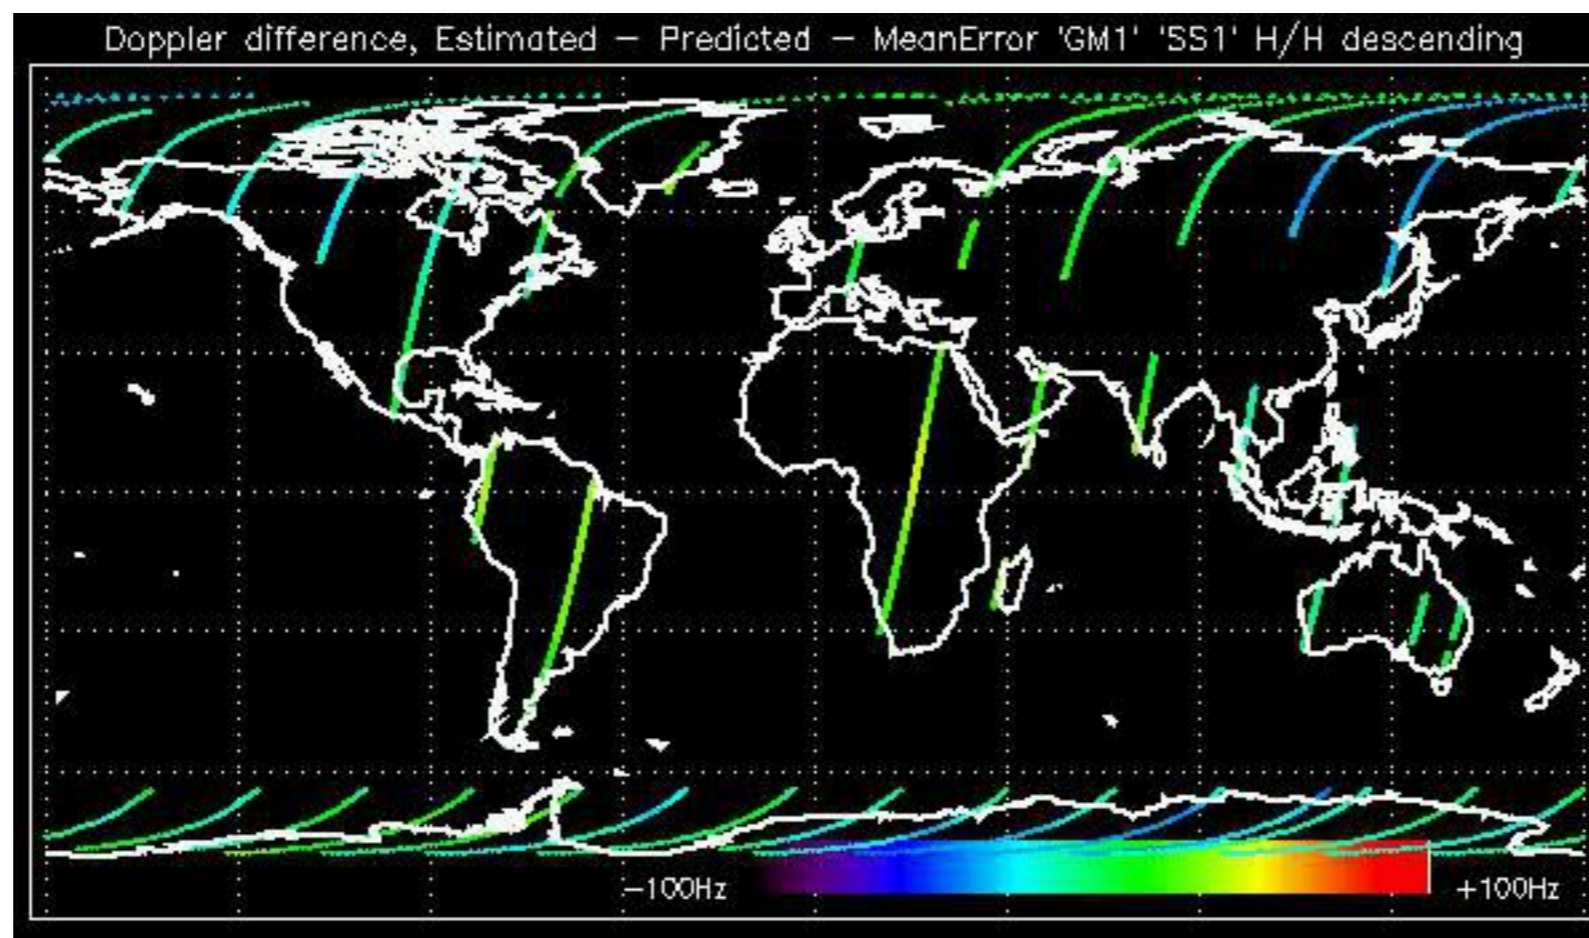 Doppler difference, Estimated – Predicted – MeanError 'GM1' 'SS1' H/H descending
–100Hz +100Hz